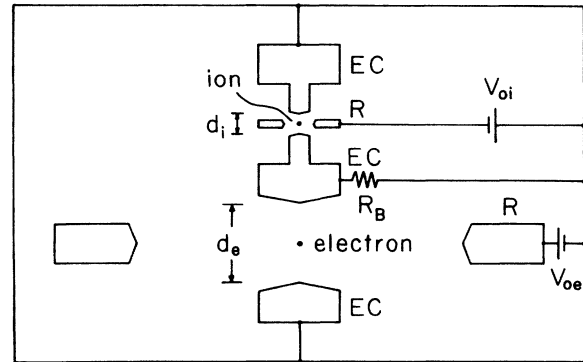 EC
ion
R
V_oi
d_i
EC
R_B
R
d_e
electron
V_oe
EC